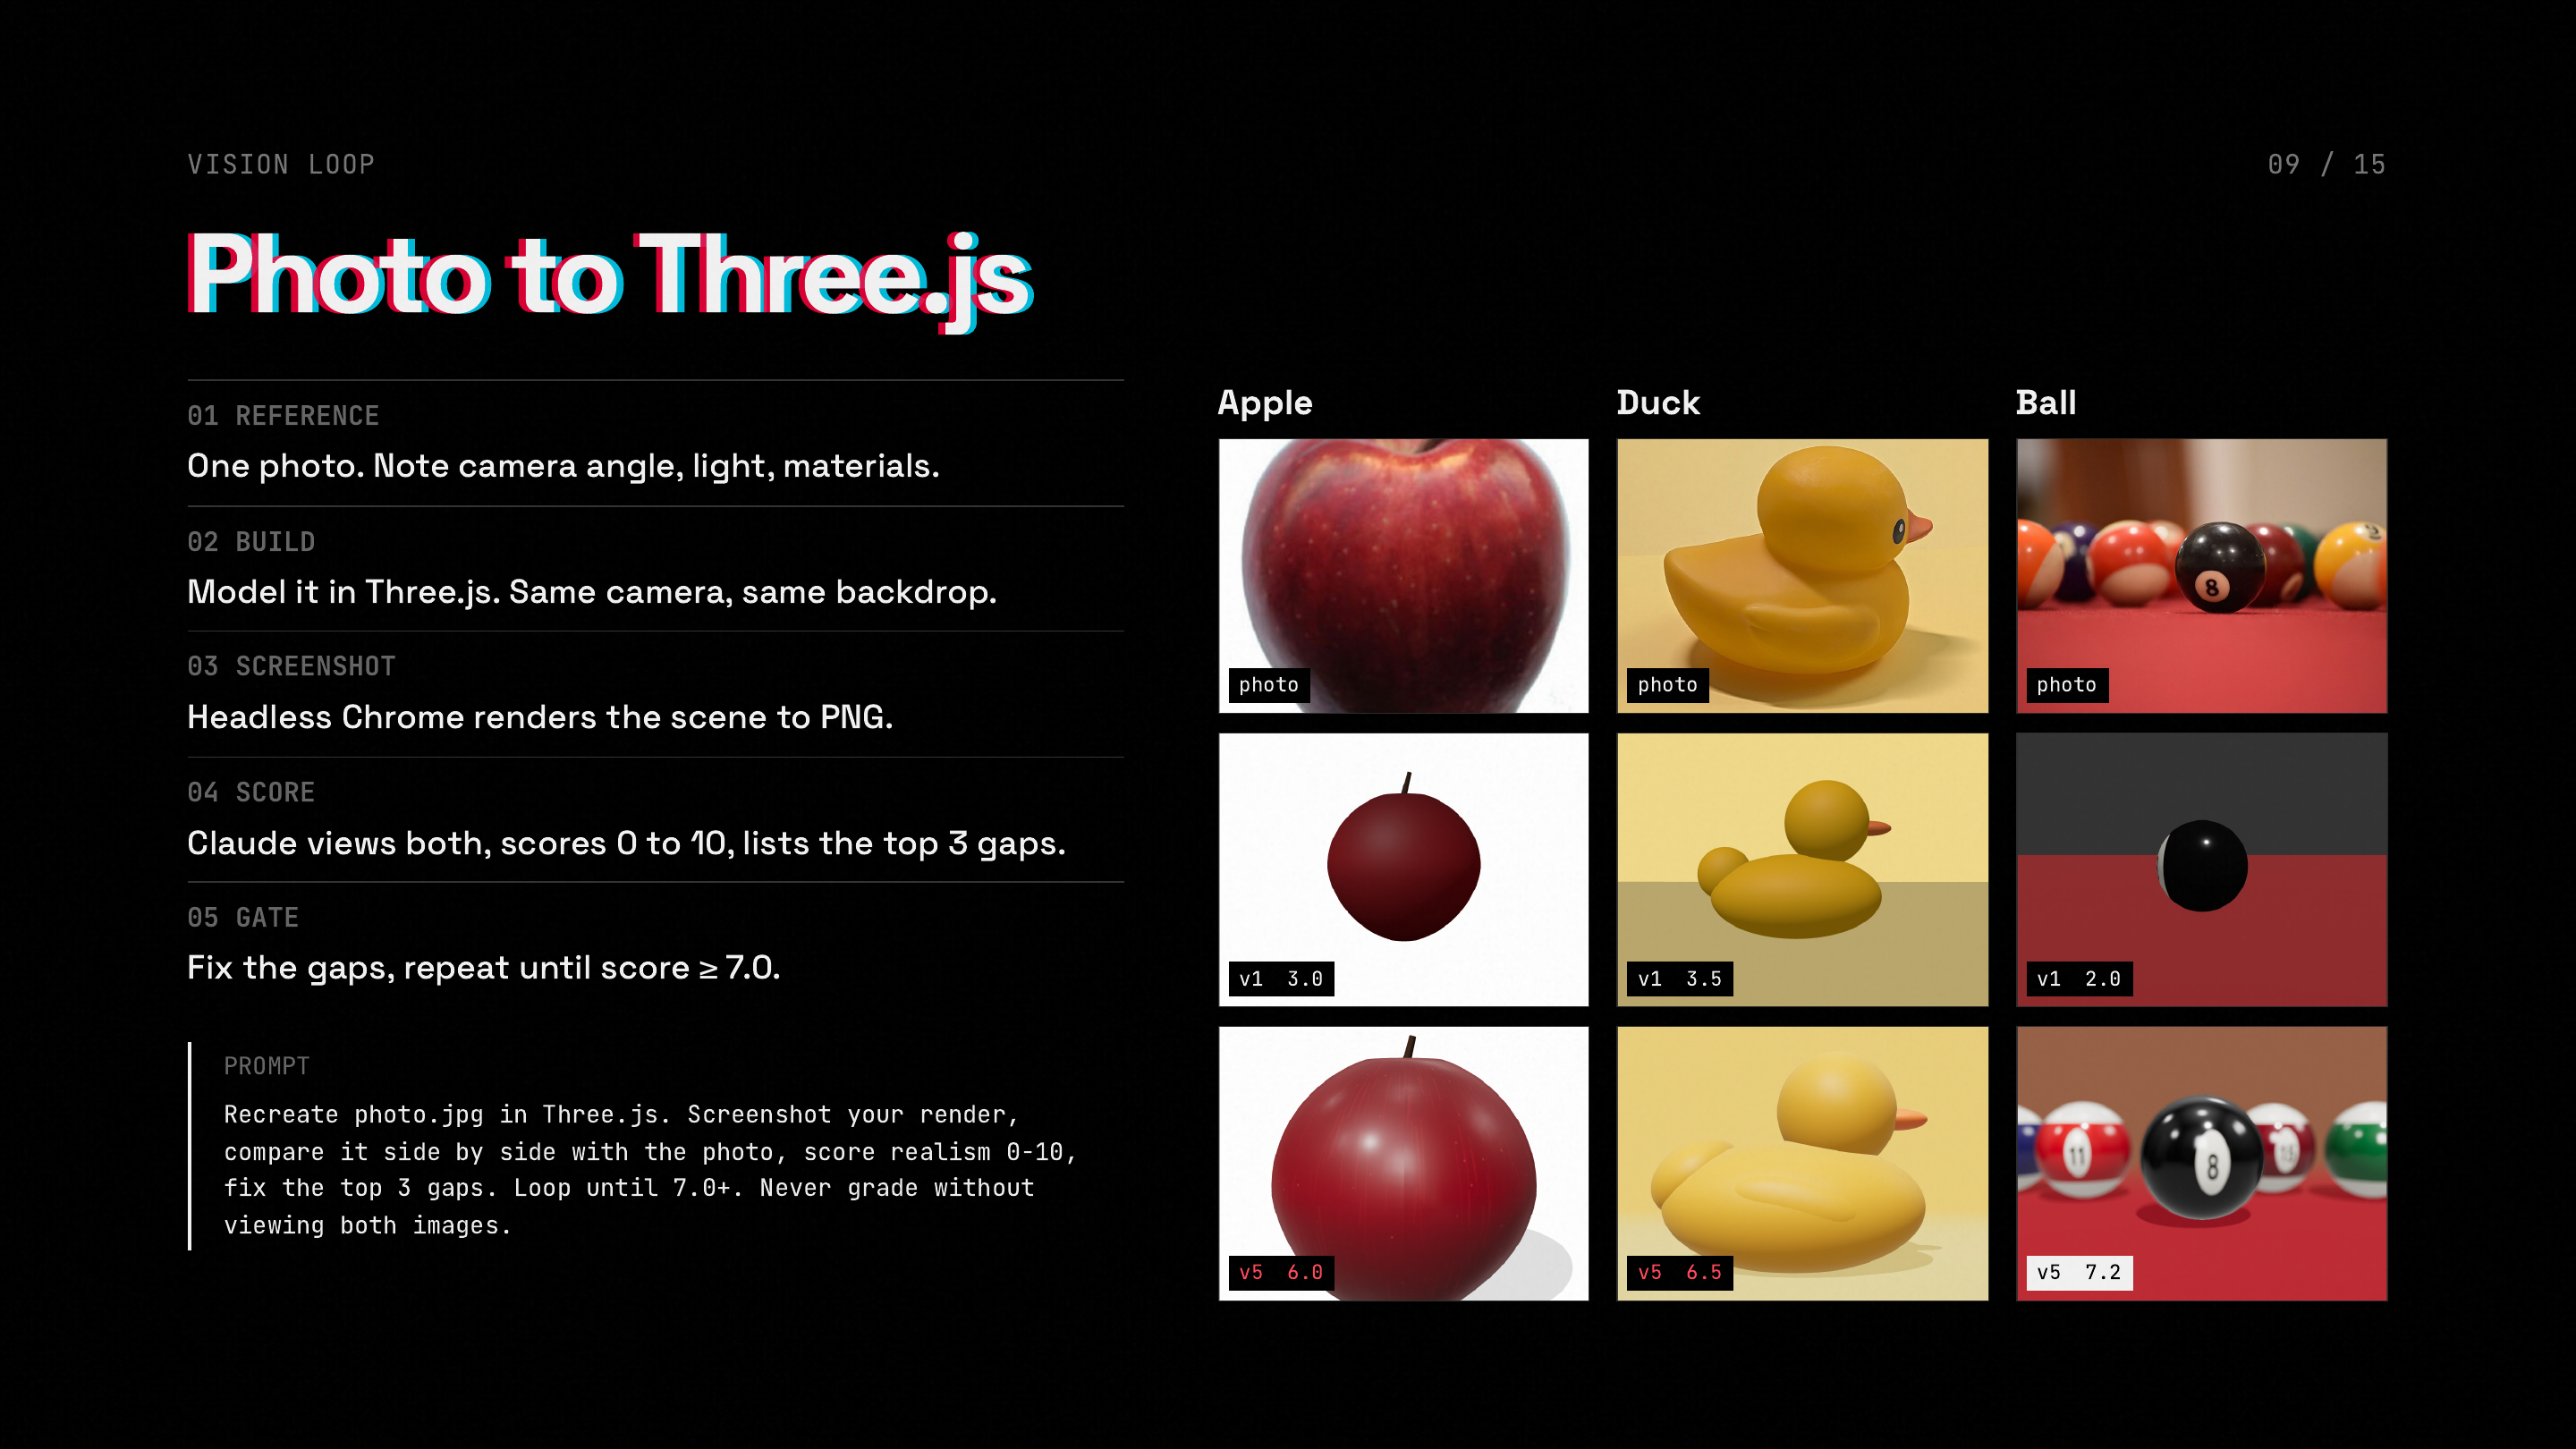 VISION LOOP
09 / 15
Photo to Three.js
01 REFERENCE
One photo. Note camera angle, light, materials.
02 BUILD
Model it in Three.js. Same camera, same backdrop.
03 SCREENSHOT
Headless Chrome renders the scene to PNG.
04 SCORE
Claude views both, scores 0 to 10, lists the top 3 gaps.
05 GATE
Fix the gaps, repeat until score ≥ 7.0.
PROMPT
Recreate photo.jpg in Three.js. Screenshot your render,
compare it side by side with the photo, score realism 0-10,
fix the top 3 gaps. Loop until 7.0+. Never grade without
viewing both images.
Apple
Duck
Ball
photo
photo
8
photo
v1 3.0
v1 3.5
v1 2.0
v5 6.0
v5 6.5
11
8
v5 7.2